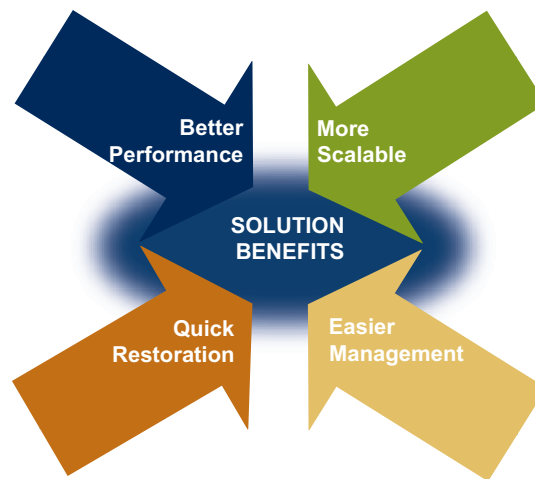 Better
Performance
More
Scalable
SOLUTION
BENEFITS
Quick
Restoration
Easier
Management